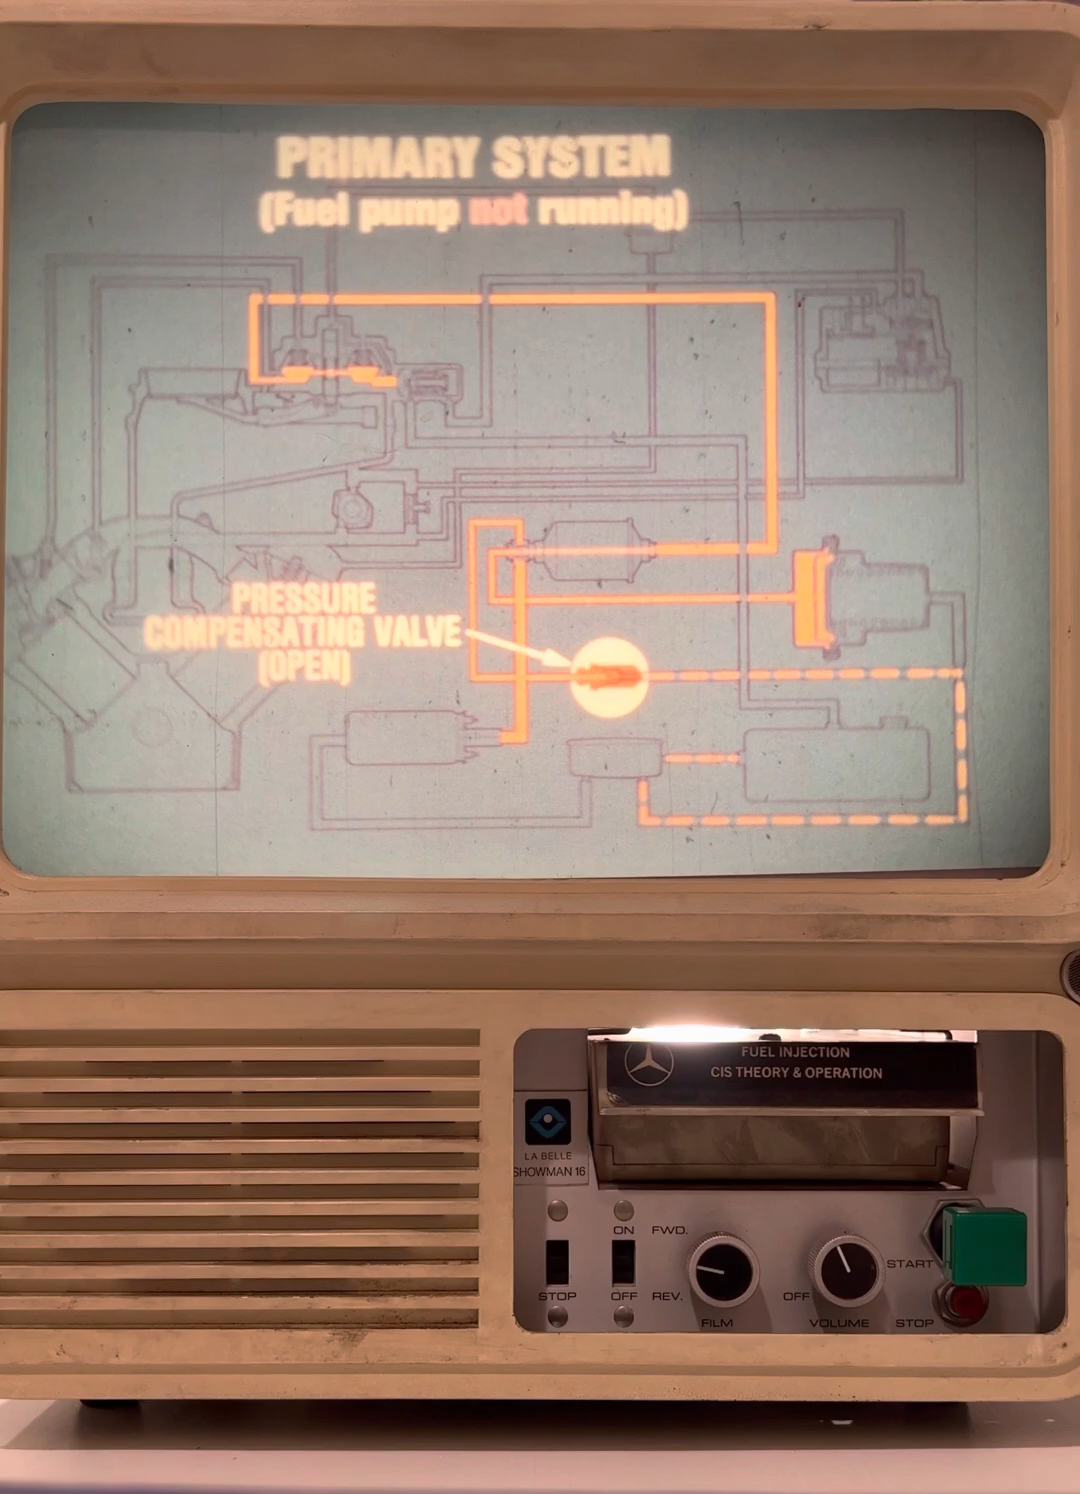 PRIMARY SYSTEM
(Fuel pump not running)
PRESSURE
COMPENSATING VALVE
(OPEN)
FUEL INJECTION
CIS THEORY & OPERATION
LA BELLE
SHOWMAN 16
ON
FWD.
START
STOP
OFF
REV.
OFF
FILM
VOLUME
STOP